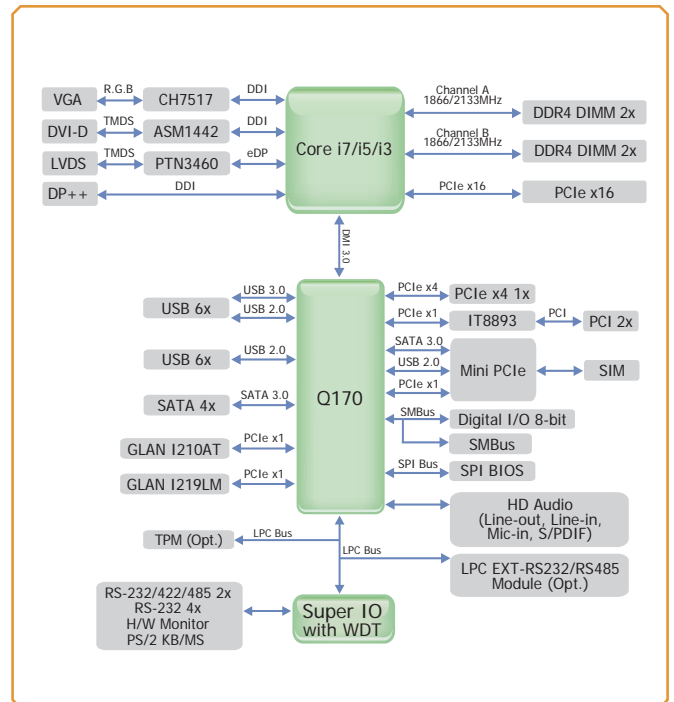 VGA
R.G.B
CH7517
DDI
DVI-D
TMDS
ASM1442
DDI
LVDS
TMDS
PTN3460
eDP
DP++
DDI
Core i7/i5/i3
Channel A
1866/2133MHz
DDR4 DIMM 2x
Channel B
1866/2133MHz
DDR4 DIMM 2x
PCIe x16
PCIe x16
DMI 3.0
USB 6x
USB 3.0
USB 2.0
USB 6x
USB 2.0
SATA 4x
SATA 3.0
GLAN I210AT
PCIe x1
GLAN I219LM
PCIe x1
Q170
PCIe x4
PCIe x4 1x
PCIe x1
IT8893
PCI
PCI 2x
SATA 3.0
USB 2.0
PCIe x1
Mini PCIe
SIM
SMBus
Digital I/O 8-bit
SMBus
SPI Bus
SPI BIOS
HD Audio
(Line-out, Line-in,
Mic-in, S/PDIF)
TPM (Opt.)
LPC Bus
LPC Bus
LPC EXT-RS232/RS485
Module (Opt.)
RS-232/422/485 2x
RS-232 4x
H/W Monitor
PS/2 KB/MS
Super IO
with WDT